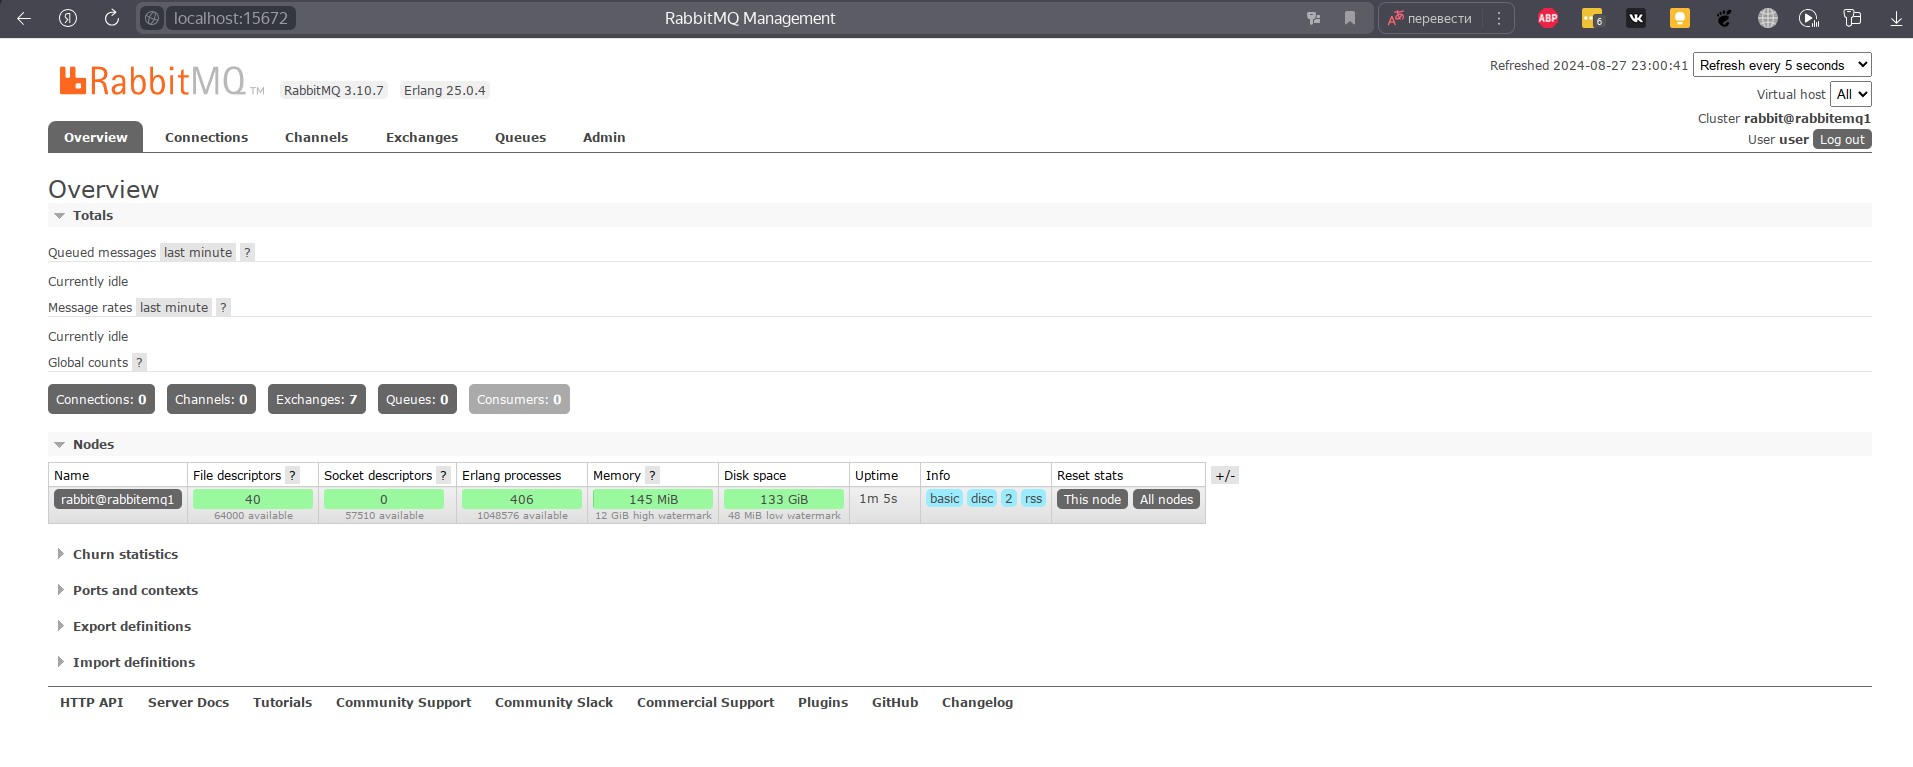 localhost:15672 RabbitMQ Management перевести ABP 6
RabbitMQ TM RabbitMQ 3.10.7 Erlang 25.0.4
Refreshed 2024-08-27 23:00:41 Refresh every 5 seconds
Virtual host All
Cluster rabbit@rabbitemq1
User user Log out
Overview Connections Channels Exchanges Queues Admin
Overview
Totals
Queued messages last minute ?
Currently idle
Message rates last minute ?
Currently idle
Global counts ?
Connections: 0 Channels: 0 Exchanges: 7 Queues: 0 Consumers: 0
Nodes
Name File descriptors ? Socket descriptors ? Erlang processes Memory ? Disk space Uptime Info Reset stats +/-
rabbit@rabbitemq1 40 0 406 145 MiB 133 GiB 1m 5s basic disc 2 rss This node All nodes
64000 available 57510 available 1048576 available 12 GiB high watermark 48 MiB low watermark
Churn statistics
Ports and contexts
Export definitions
Import definitions
HTTP API Server Docs Tutorials Community Support Community Slack Commercial Support Plugins GitHub Changelog